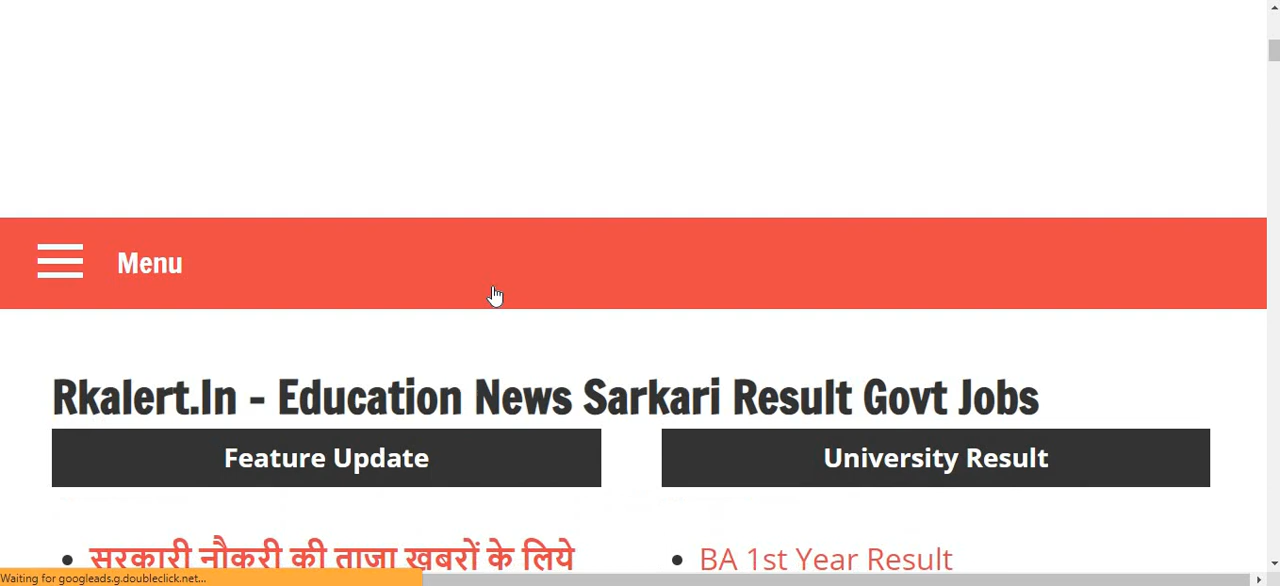 Menu
Rkalert.In - Education News Sarkari Result Govt Jobs
Feature Update
University Result
सरकारी नौकरी की ताजा खबरों के लिये
BA 1st Year Result
Waiting for googleads.g.doubleclick.net...